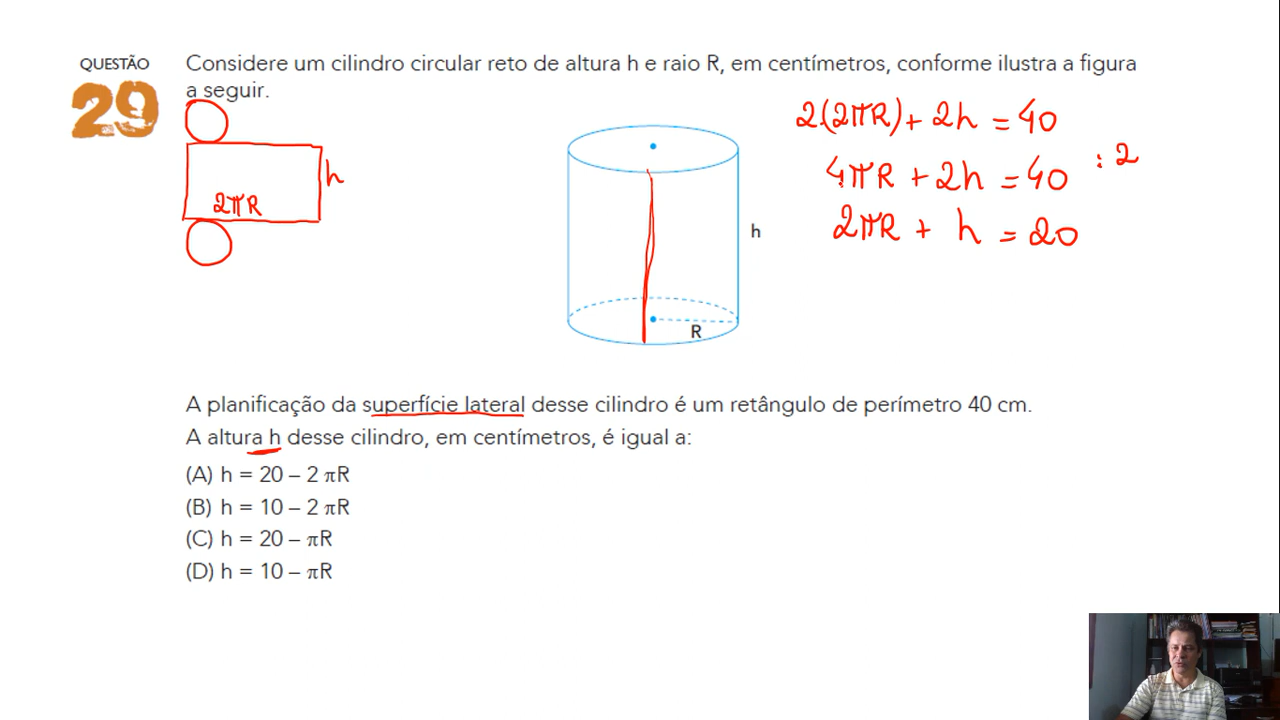 QUESTÃO
29
Considere um cilindro circular reto de altura h e raio R, em centímetros, conforme ilustra a figura
a seguir.
h
2πR
h
R
2(2πR) + 2h = 40
4πR + 2h = 40 : 2
2πR + h = 20
A planificação da superfície lateral desse cilindro é um retângulo de perímetro 40 cm.
A altura h desse cilindro, em centímetros, é igual a:
(A) h = 20 – 2 πR
(B) h = 10 – 2 πR
(C) h = 20 – πR
(D) h = 10 – πR